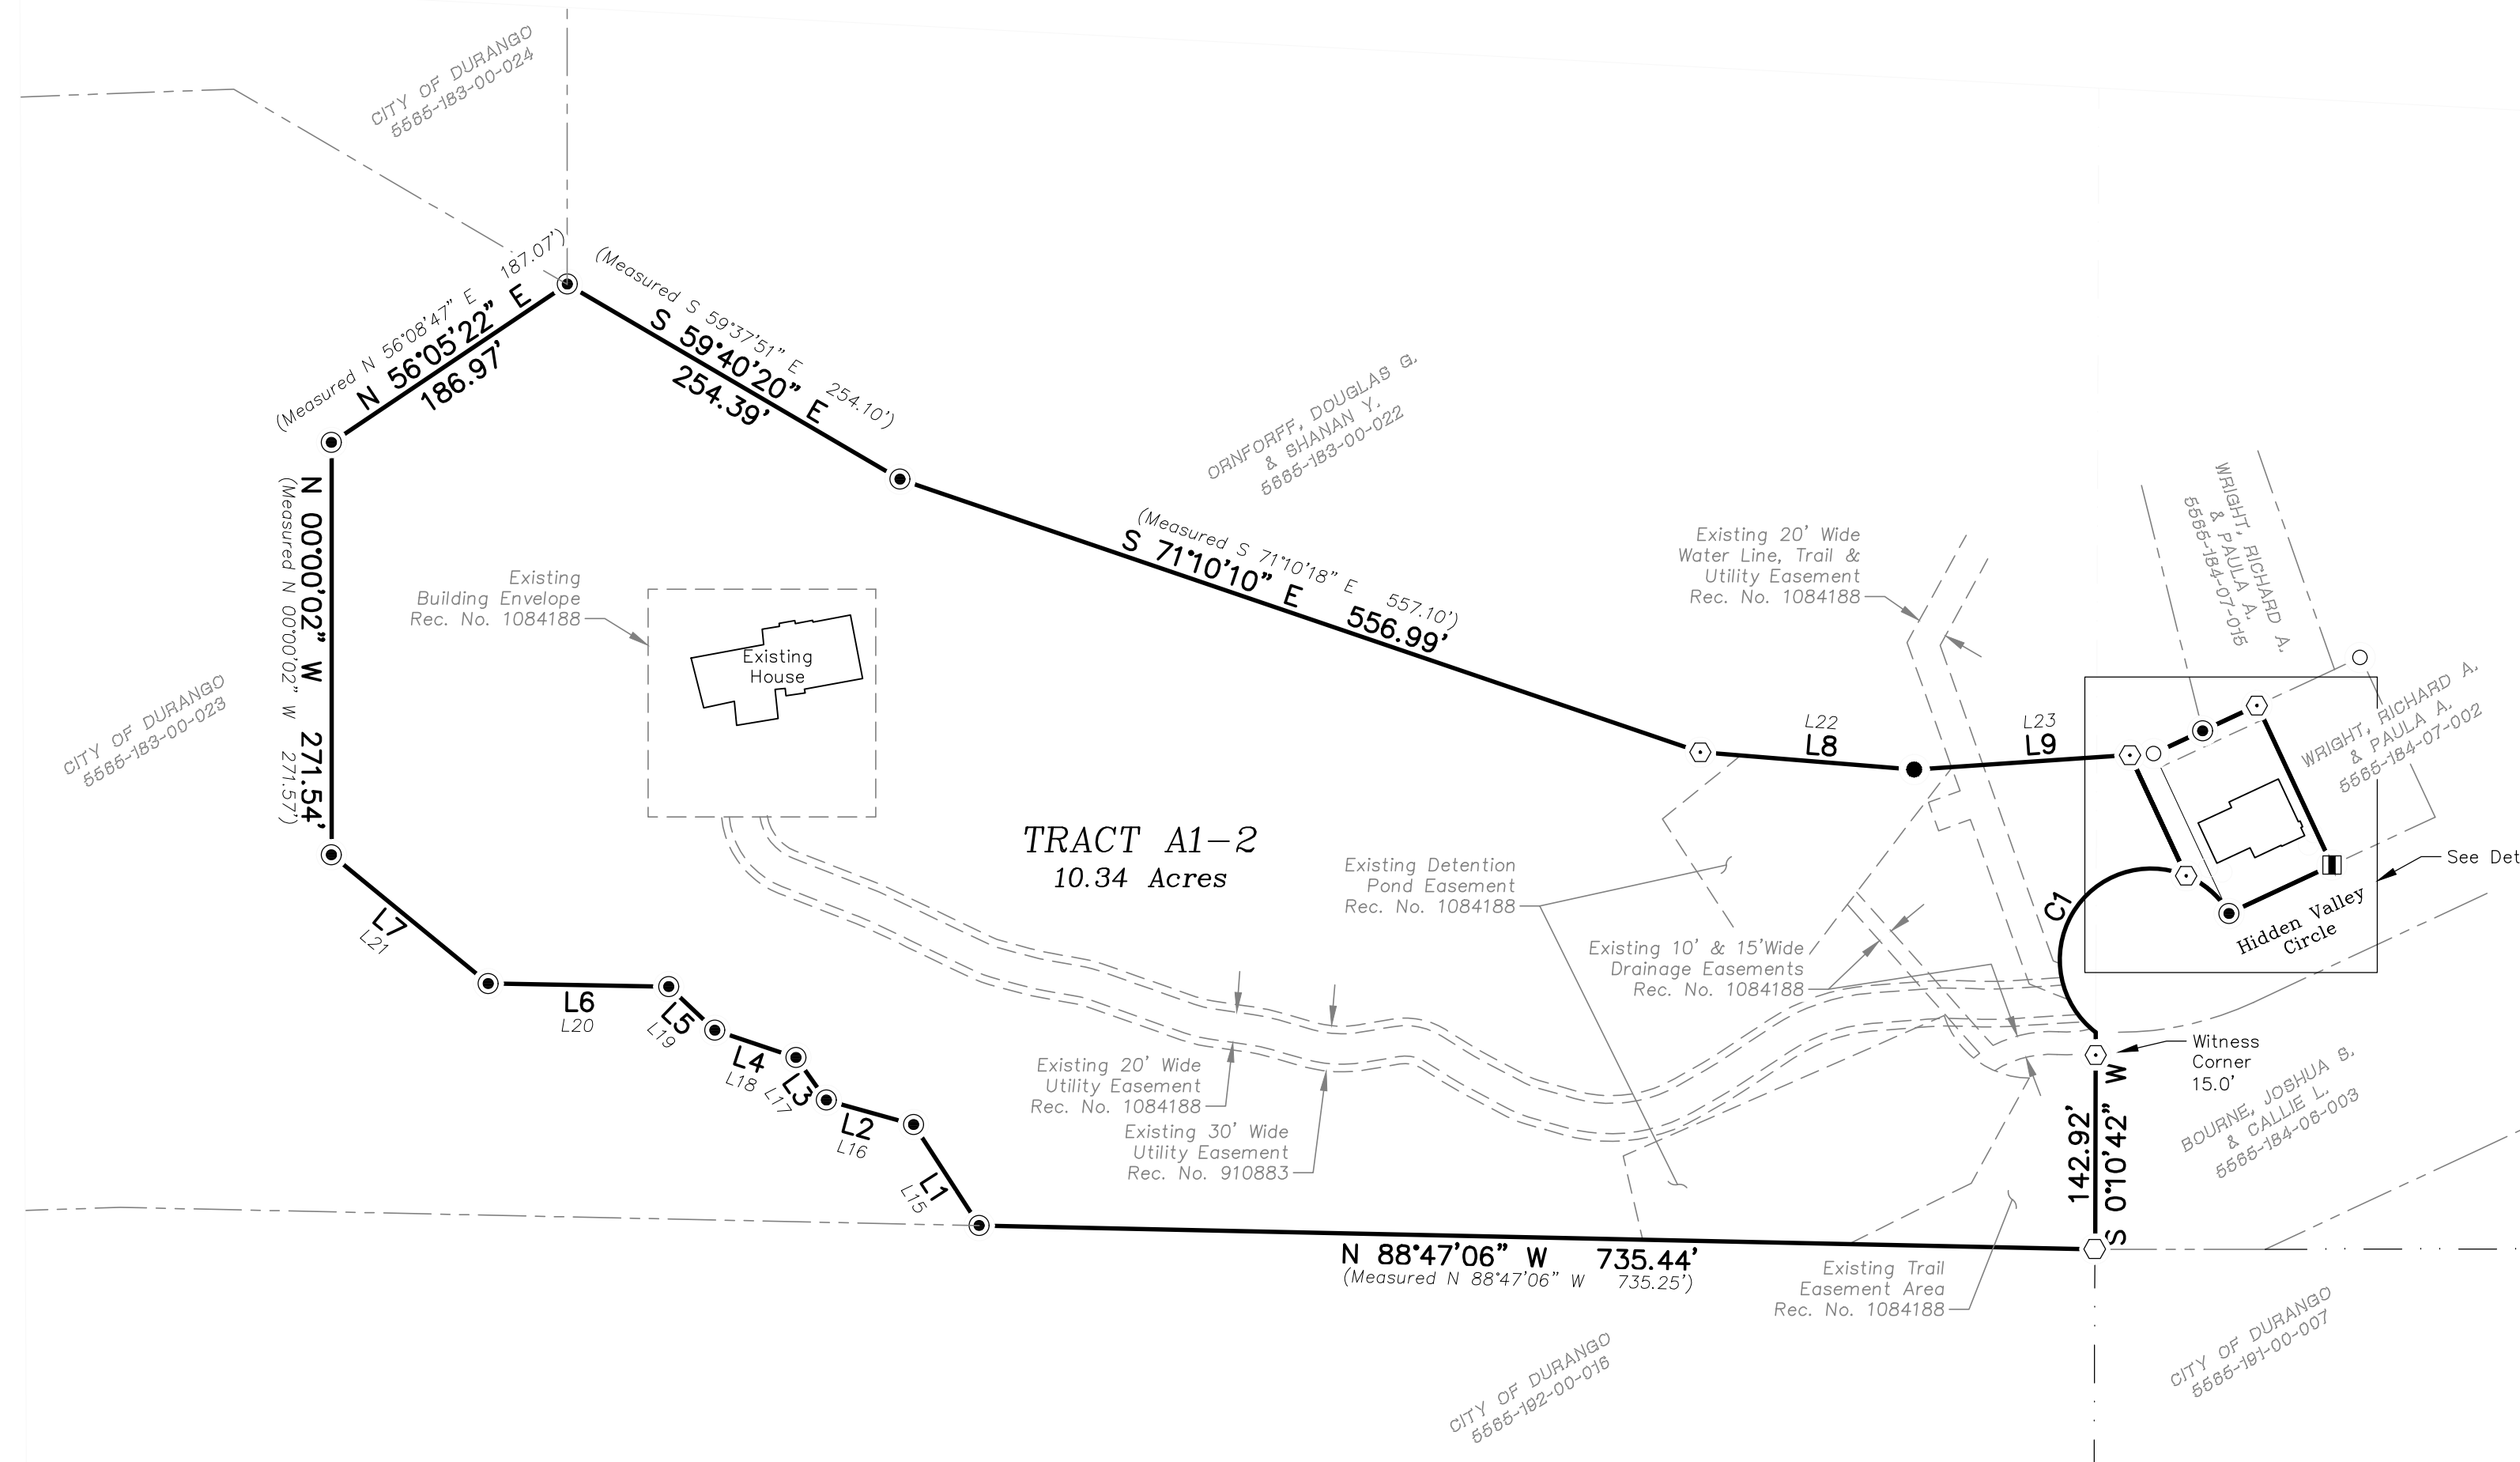 CITY OF DURANGO
5565-183-00-024
(Measured N 56°08'47" E 187.07')
N 56°05'22" E
186.97'
(Measured S 59°37'51" E 254.10')
S 59°40'20" E
254.39'
ORNFORFF, DOUGLAS G.
& SHANAN Y.
5565-183-00-022
(Measured S 71°10'18" E 557.10')
S 71°10'10" E 556.99'
N 00°00'02" W 271.54'
(Measured N 00°00'02" W 271.57')
Existing
Building Envelope
Rec. No. 1084188
Existing
House
Existing 20' Wide
Water Line, Trail &
Utility Easement
Rec. No. 1084188
WRIGHT, RICHARD A.
& PAULA A.
5565-184-07-015
WRIGHT, RICHARD A.
& PAULA A.
5565-184-07-002
CITY OF DURANGO
5565-183-00-023
L22
L8
L23
L9
TRACT A1-2
10.34 Acres
Existing Detention
Pond Easement
Rec. No. 1084188
See Det
C1
Hidden Valley
Circle
Existing 10' & 15'Wide
Drainage Easements
Rec. No. 1084188
L7
L21
L6
L20
L5
L19
L4
L18
L3
L17
L2
L16
L1
L15
Existing 20' Wide
Utility Easement
Rec. No. 1084188
Existing 30' Wide
Utility Easement
Rec. No. 910883
Witness
Corner
15.0'
142.92'
S 0°10'42" W
BOURNE, JOSHUA S.
& CALLIE L.
5565-184-06-003
N 88°47'06" W 735.44'
(Measured N 88°47'06" W 735.25')
Existing Trail
Easement Area
Rec. No. 1084188
CITY OF DURANGO
5565-192-00-016
CITY OF DURANGO
5565-191-00-007